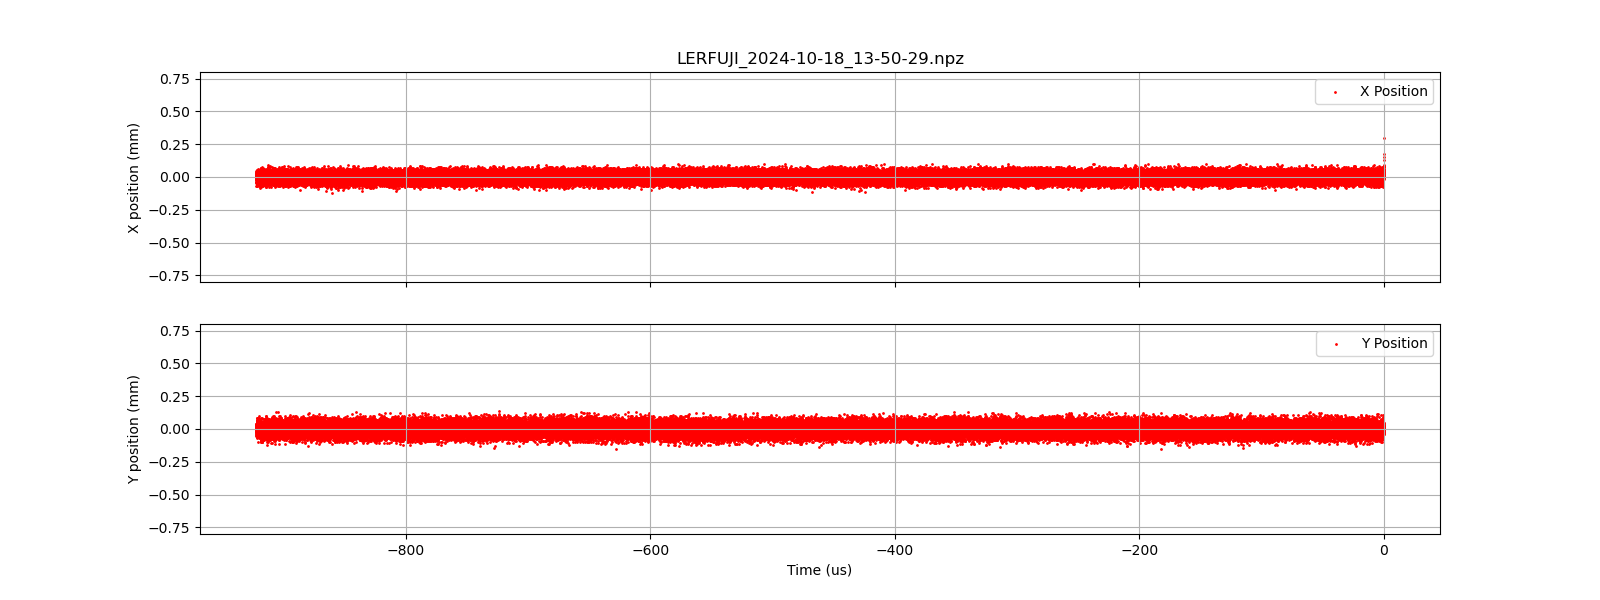 LERFUJI_2024-10-18_13-50-29.npz
X position (mm)
0.75
0.50
0.25
0.00
−0.25
−0.50
−0.75
X Position
Y position (mm)
0.75
0.50
0.25
0.00
−0.25
−0.50
−0.75
Y Position
−800 −600 −400 −200 0
Time (us)